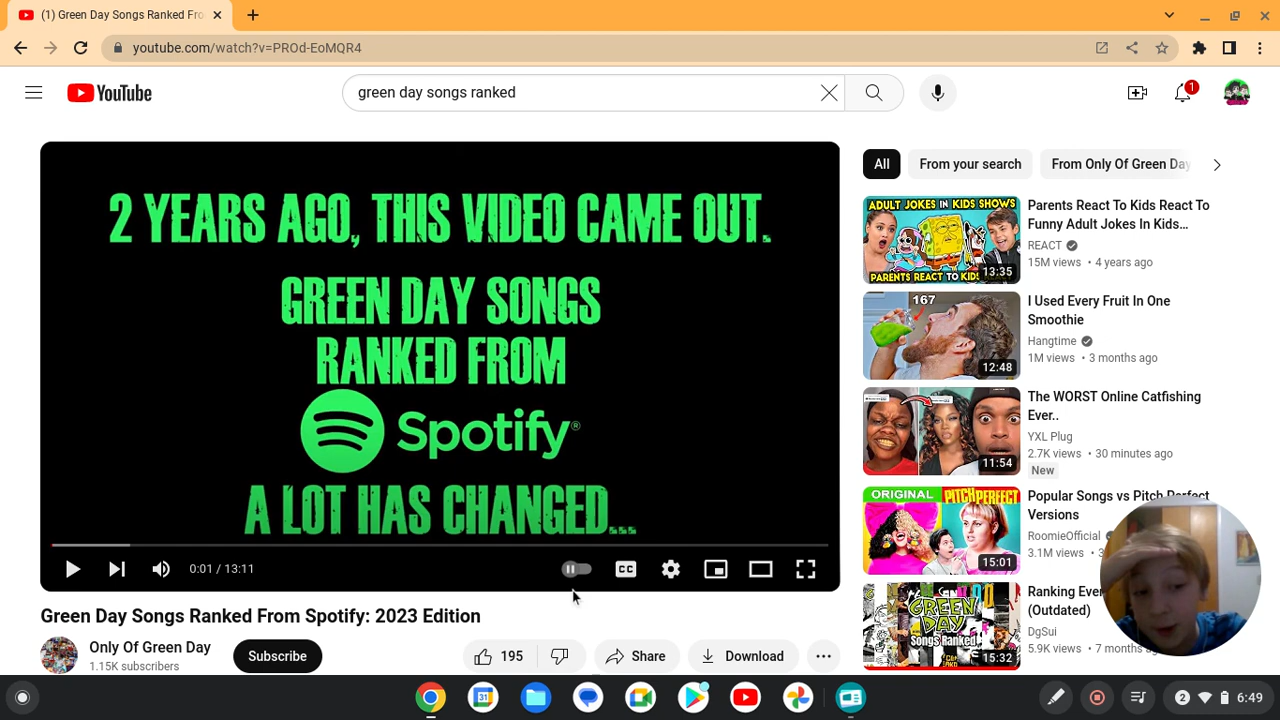 (1) Green Day Songs Ranked Fro
youtube.com/watch?v=PROd-EoMQR4
YouTube
green day songs ranked
1
2 YEARS AGO, THIS VIDEO CAME OUT.
GREEN DAY SONGS
RANKED FROM
Spotify®
A LOT HAS CHANGED...
0:01 / 13:11
CC
Green Day Songs Ranked From Spotify: 2023 Edition
Only Of Green Day
1.15K subscribers
Subscribe
195
Share
Download
All
From your search
From Only Of Green Day
ADULT JOKES IN KIDS SHOWS
PARENTS REACT TO KIDS
13:35
Parents React To Kids React To
Funny Adult Jokes In Kids…
REACT
15M views • 4 years ago
167
12:48
I Used Every Fruit In One
Smoothie
Hangtime
1M views • 3 months ago
11:54
The WORST Online Catfishing
Ever..
YXL Plug
2.7K views • 30 minutes ago
New
ORIGINAL
PITCH PERFECT
15:01
Popular Songs vs Pitch Perfect
Versions
RoomieOfficial
3.1M views • 3
GREEN DAY
Songs Ranked
15:32
Ranking Eve
(Outdated)
DgSui
5.9K views • 7 months ago
31
2
6:49